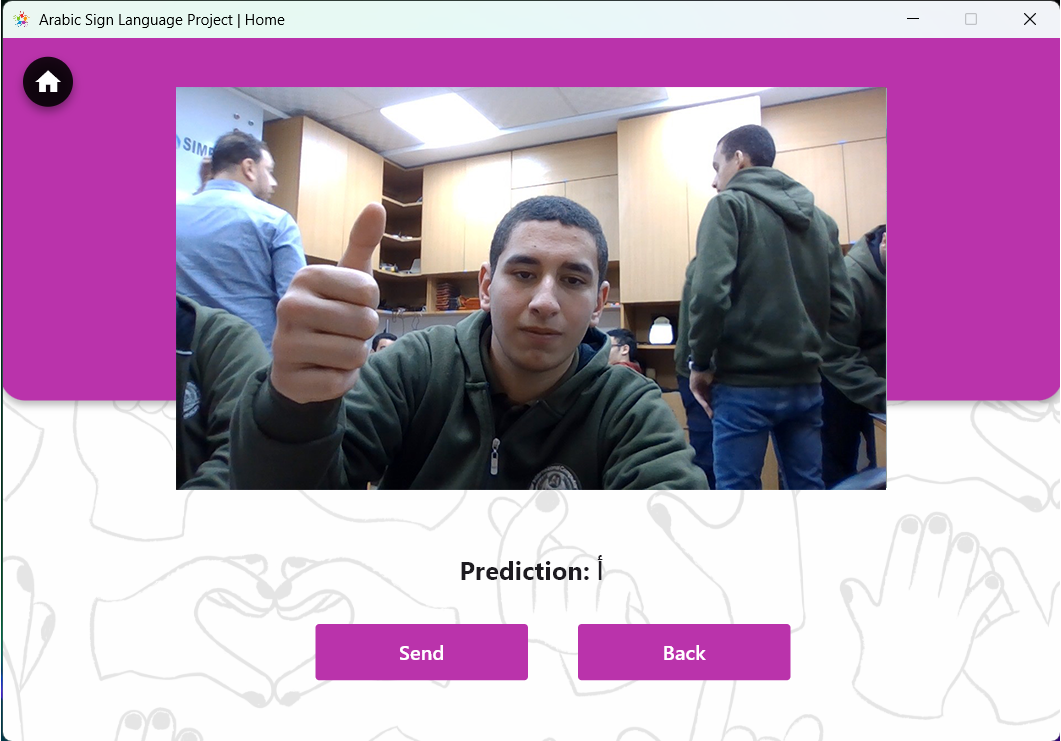 Arabic Sign Language Project | Home
Prediction: أ
Send
Back